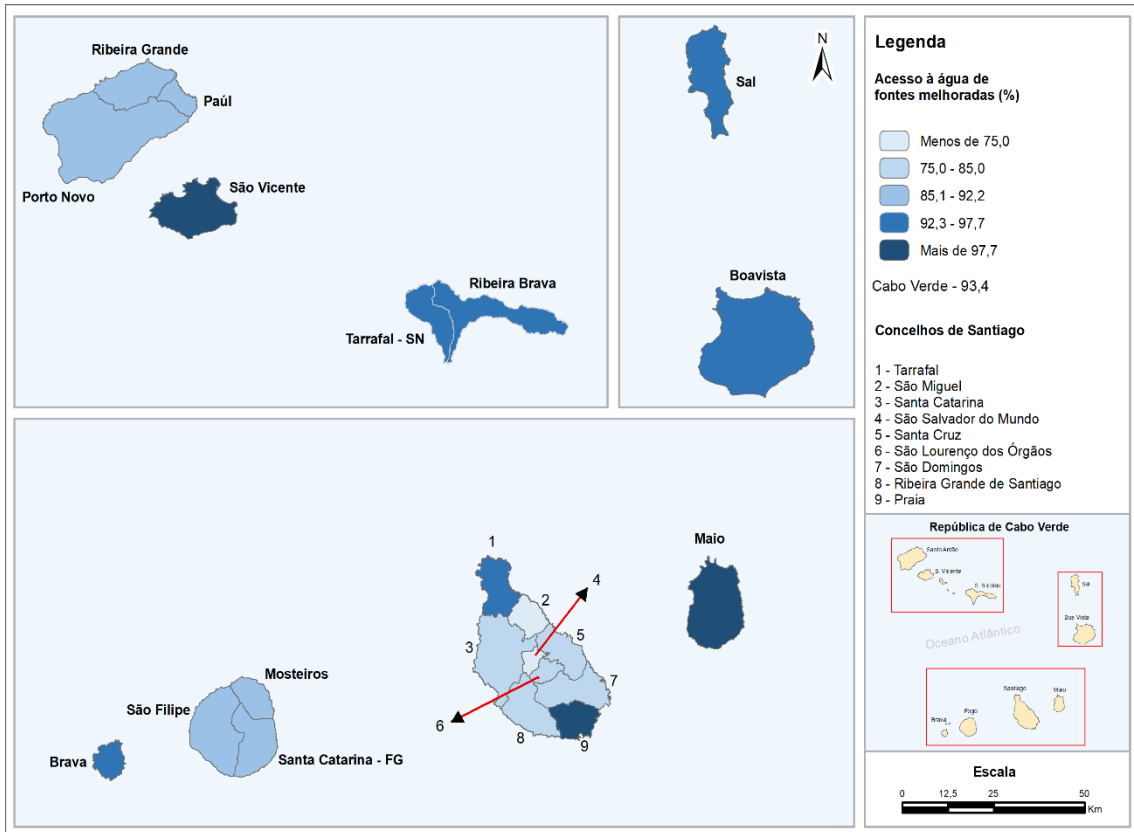 Ribeira Grande
Paúl
Porto Novo
São Vicente
Ribeira Brava
Tarrafal - SN
Sal
N
Boavista
Legenda
Acesso à água de
fontes melhoradas (%)
Menos de 75,0
75,0 - 85,0
85,1 - 92,2
92,3 - 97,7
Mais de 97,7
Cabo Verde - 93,4
Concelhos de Santiago
1 - Tarrafal
2 - São Miguel
3 - Santa Catarina
4 - São Salvador do Mundo
5 - Santa Cruz
6 - São Lourenço dos Órgãos
7 - São Domingos
8 - Ribeira Grande de Santiago
9 - Praia
1
2
3
4
5
6
7
8
9
Maio
Mosteiros
São Filipe
Brava
Santa Catarina - FG
República de Cabo Verde
Santo Antão
S. Vicente
S. Nicolau
Sal
Boa Vista
Oceano Atlântico
Santiago
Maio
Fogo
Brava
Escala
0 12,5 25 50
Km